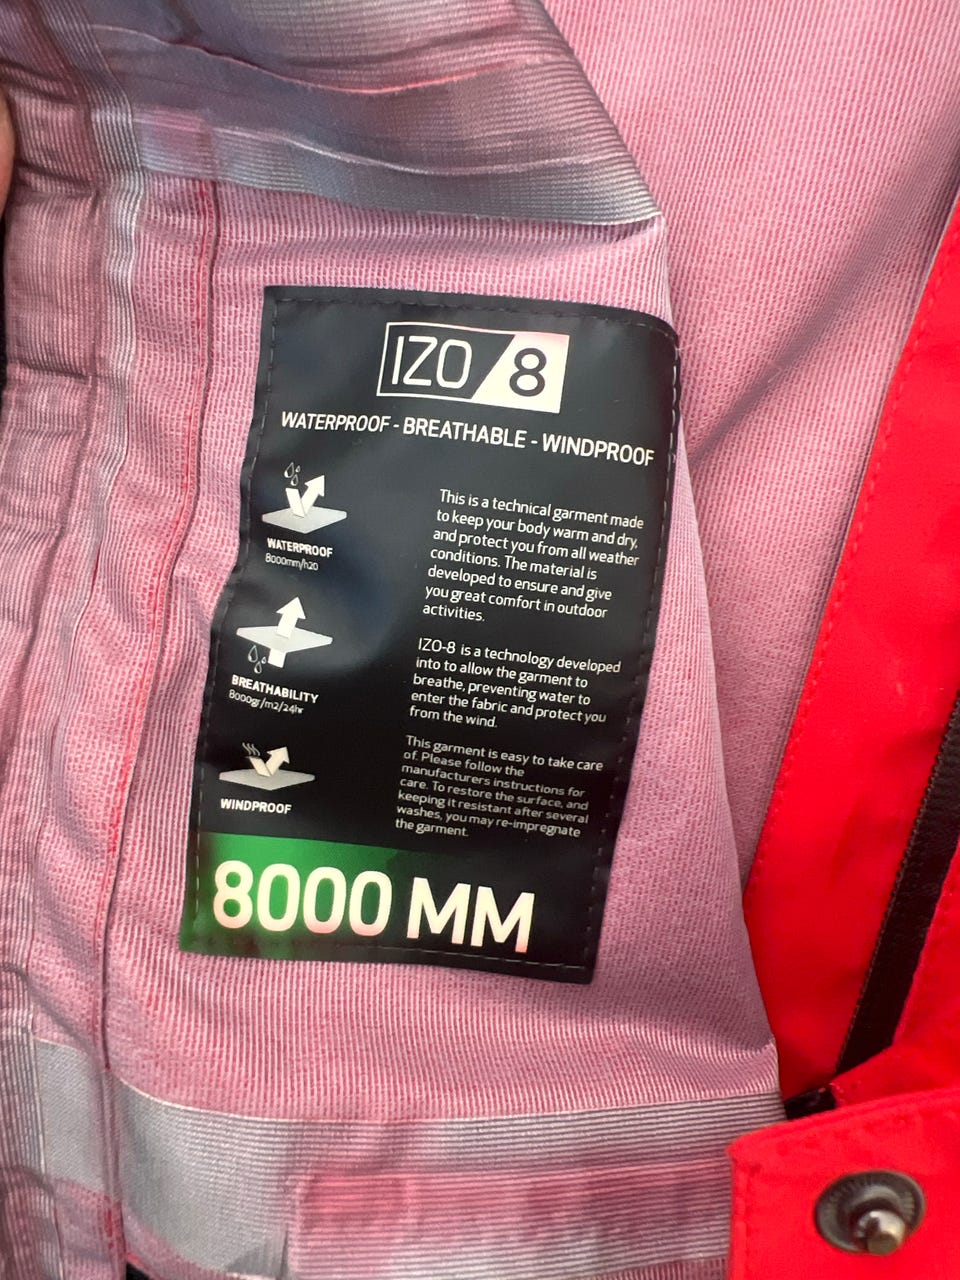 IZO/8
WATERPROOF - BREATHABLE - WINDPROOF
WATERPROOF
8000mm/h20
BREATHABILITY
8000gr/m2/24hr
WINDPROOF
This is a technical garment made
to keep your body warm and dry,
and protect you from all weather
conditions. The material is
developed to ensure and give
you great comfort in outdoor
activities.
IZO-8 is a technology developed
into to allow the garment to
breathe, preventing water to
enter the fabric and protect you
from the wind.
This garment is easy to take care
of. Please follow the
manufacturers instructions for
care. To restore the surface, and
keeping it resistant after several
washes, you may re-impregnate
the garment.
8000 MM